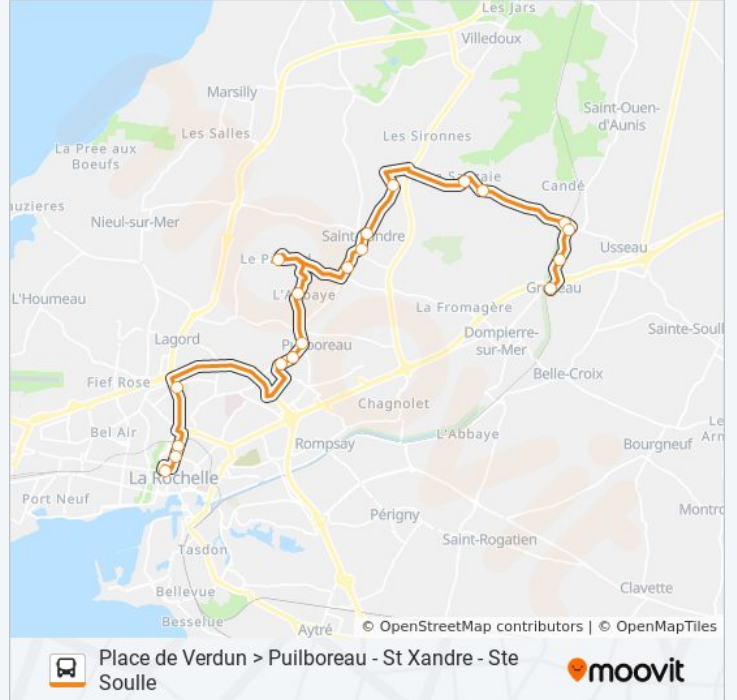 Les Jars
Villedoux
Marsilly
Saint-Ouen-
d'Aunis
Les Salles
Les Sironnes
La Pree aux
Boeufs
Candé
auzieres
Nieul-sur-Mer
Usseau
L'Houmeau
L'Abbaye
La Fromagère
Dompierre-
sur-Mer
Sainte-Soull
Lagord
Puilboreau
Belle-Croix
Fief Rose
Chagnolet
Bel Air
Rompsay
L'Abbaye
Bourgneuf
La Rochelle
Port Neuf
Périgny
Saint-Rogatien
Tasdon
Clavette
Bellevue
Besselue
Aytré
© OpenStreetMap contributors | © OpenMapTiles
Place de Verdun > Puilboreau - St Xandre - Ste
Soulle
moovit